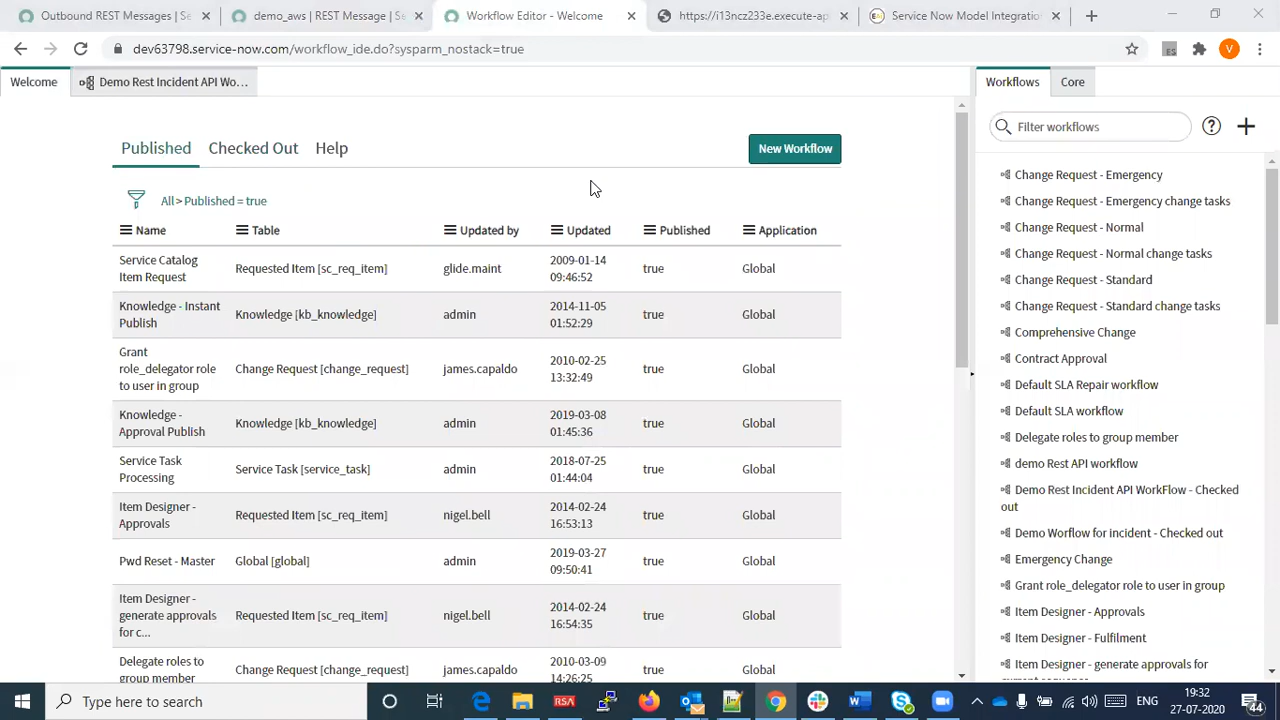 Outbound REST Messages | Se
demo_aws | REST Message | Se
Workflow Editor - Welcome
https://i13ncz233e.execute-ap
Service Now Model Integration
dev63798.service-now.com/workflow_ide.do?sysparm_nostack=true
ES
V
Welcome
Demo Rest Incident API Wo...
Workflows
Core
Filter workflows
Published
Checked Out
Help
New Workflow
All > Published = true
Name
Table
Updated by
Updated
Published
Application
Service Catalog
Item Request
Requested Item [sc_req_item]
glide.maint
2009-01-14
09:46:52
true
Global
Knowledge - Instant
Publish
Knowledge [kb_knowledge]
admin
2014-11-05
01:52:29
true
Global
Grant
role_delegator role
to user in group
Change Request [change_request]
james.capaldo
2010-02-25
13:32:49
true
Global
Knowledge -
Approval Publish
Knowledge [kb_knowledge]
admin
2019-03-08
01:45:36
true
Global
Service Task
Processing
Service Task [service_task]
admin
2018-07-25
01:44:04
true
Global
Item Designer -
Approvals
Requested Item [sc_req_item]
nigel.bell
2014-02-24
16:53:13
true
Global
Pwd Reset - Master
Global [global]
admin
2019-03-27
09:50:41
true
Global
Item Designer -
generate approvals
for c...
Requested Item [sc_req_item]
nigel.bell
2014-02-24
16:54:35
true
Global
Delegate roles to
group member
Change Request [change_request]
james.capaldo
2010-03-09
14:26:25
true
Global
Change Request - Emergency
Change Request - Emergency change tasks
Change Request - Normal
Change Request - Normal change tasks
Change Request - Standard
Change Request - Standard change tasks
Comprehensive Change
Contract Approval
Default SLA Repair workflow
Default SLA workflow
Delegate roles to group member
demo Rest API workflow
Demo Rest Incident API WorkFlow - Checked
out
Demo Worflow for incident - Checked out
Emergency Change
Grant role_delegator role to user in group
Item Designer - Approvals
Item Designer - Fulfilment
Item Designer - generate approvals for
current sequence
Type here to search
RSA
ENG
19:32
27-07-2020
44